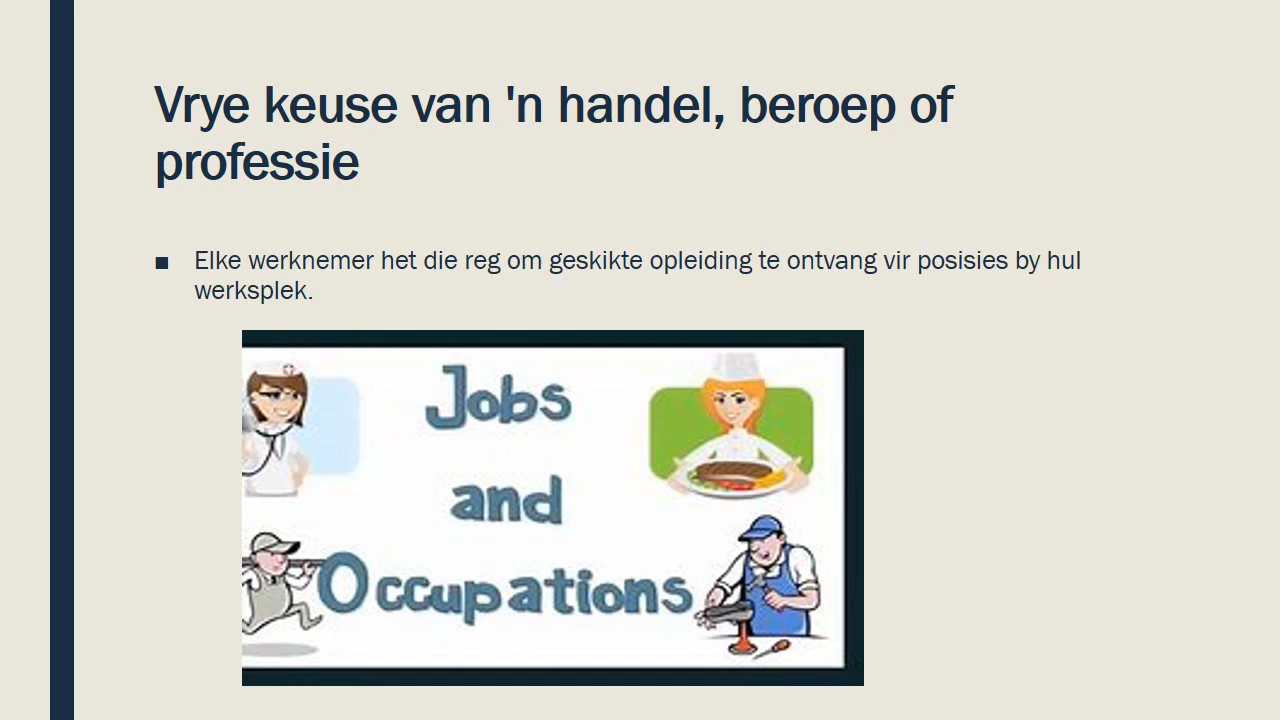 Vrye keuse van 'n handel, beroep of
professie
■ Elke werknemer het die reg om geskikte opleiding te ontvang vir posisies by hul
werksplek.
Jobs
and
Occupations